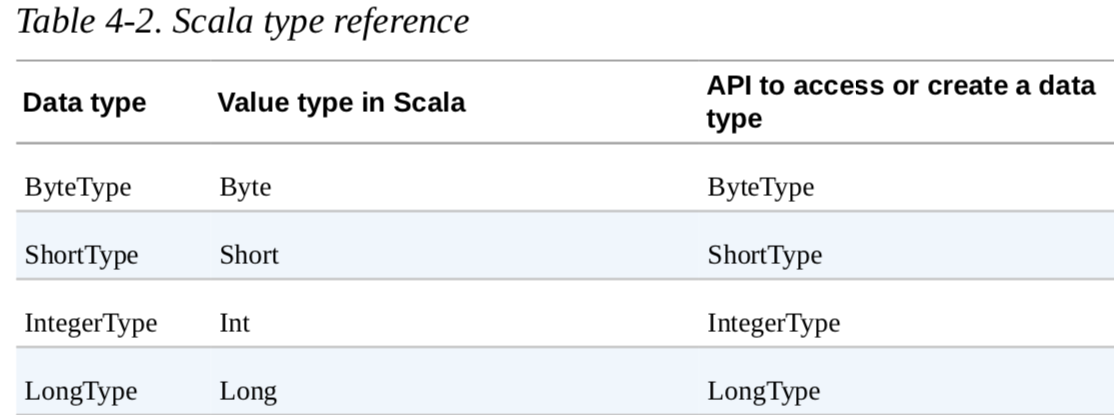 Table 4-2. Scala type reference
Data type Value type in Scala API to access or create a data type
ByteType Byte ByteType
ShortType Short ShortType
IntegerType Int IntegerType
LongType Long LongType